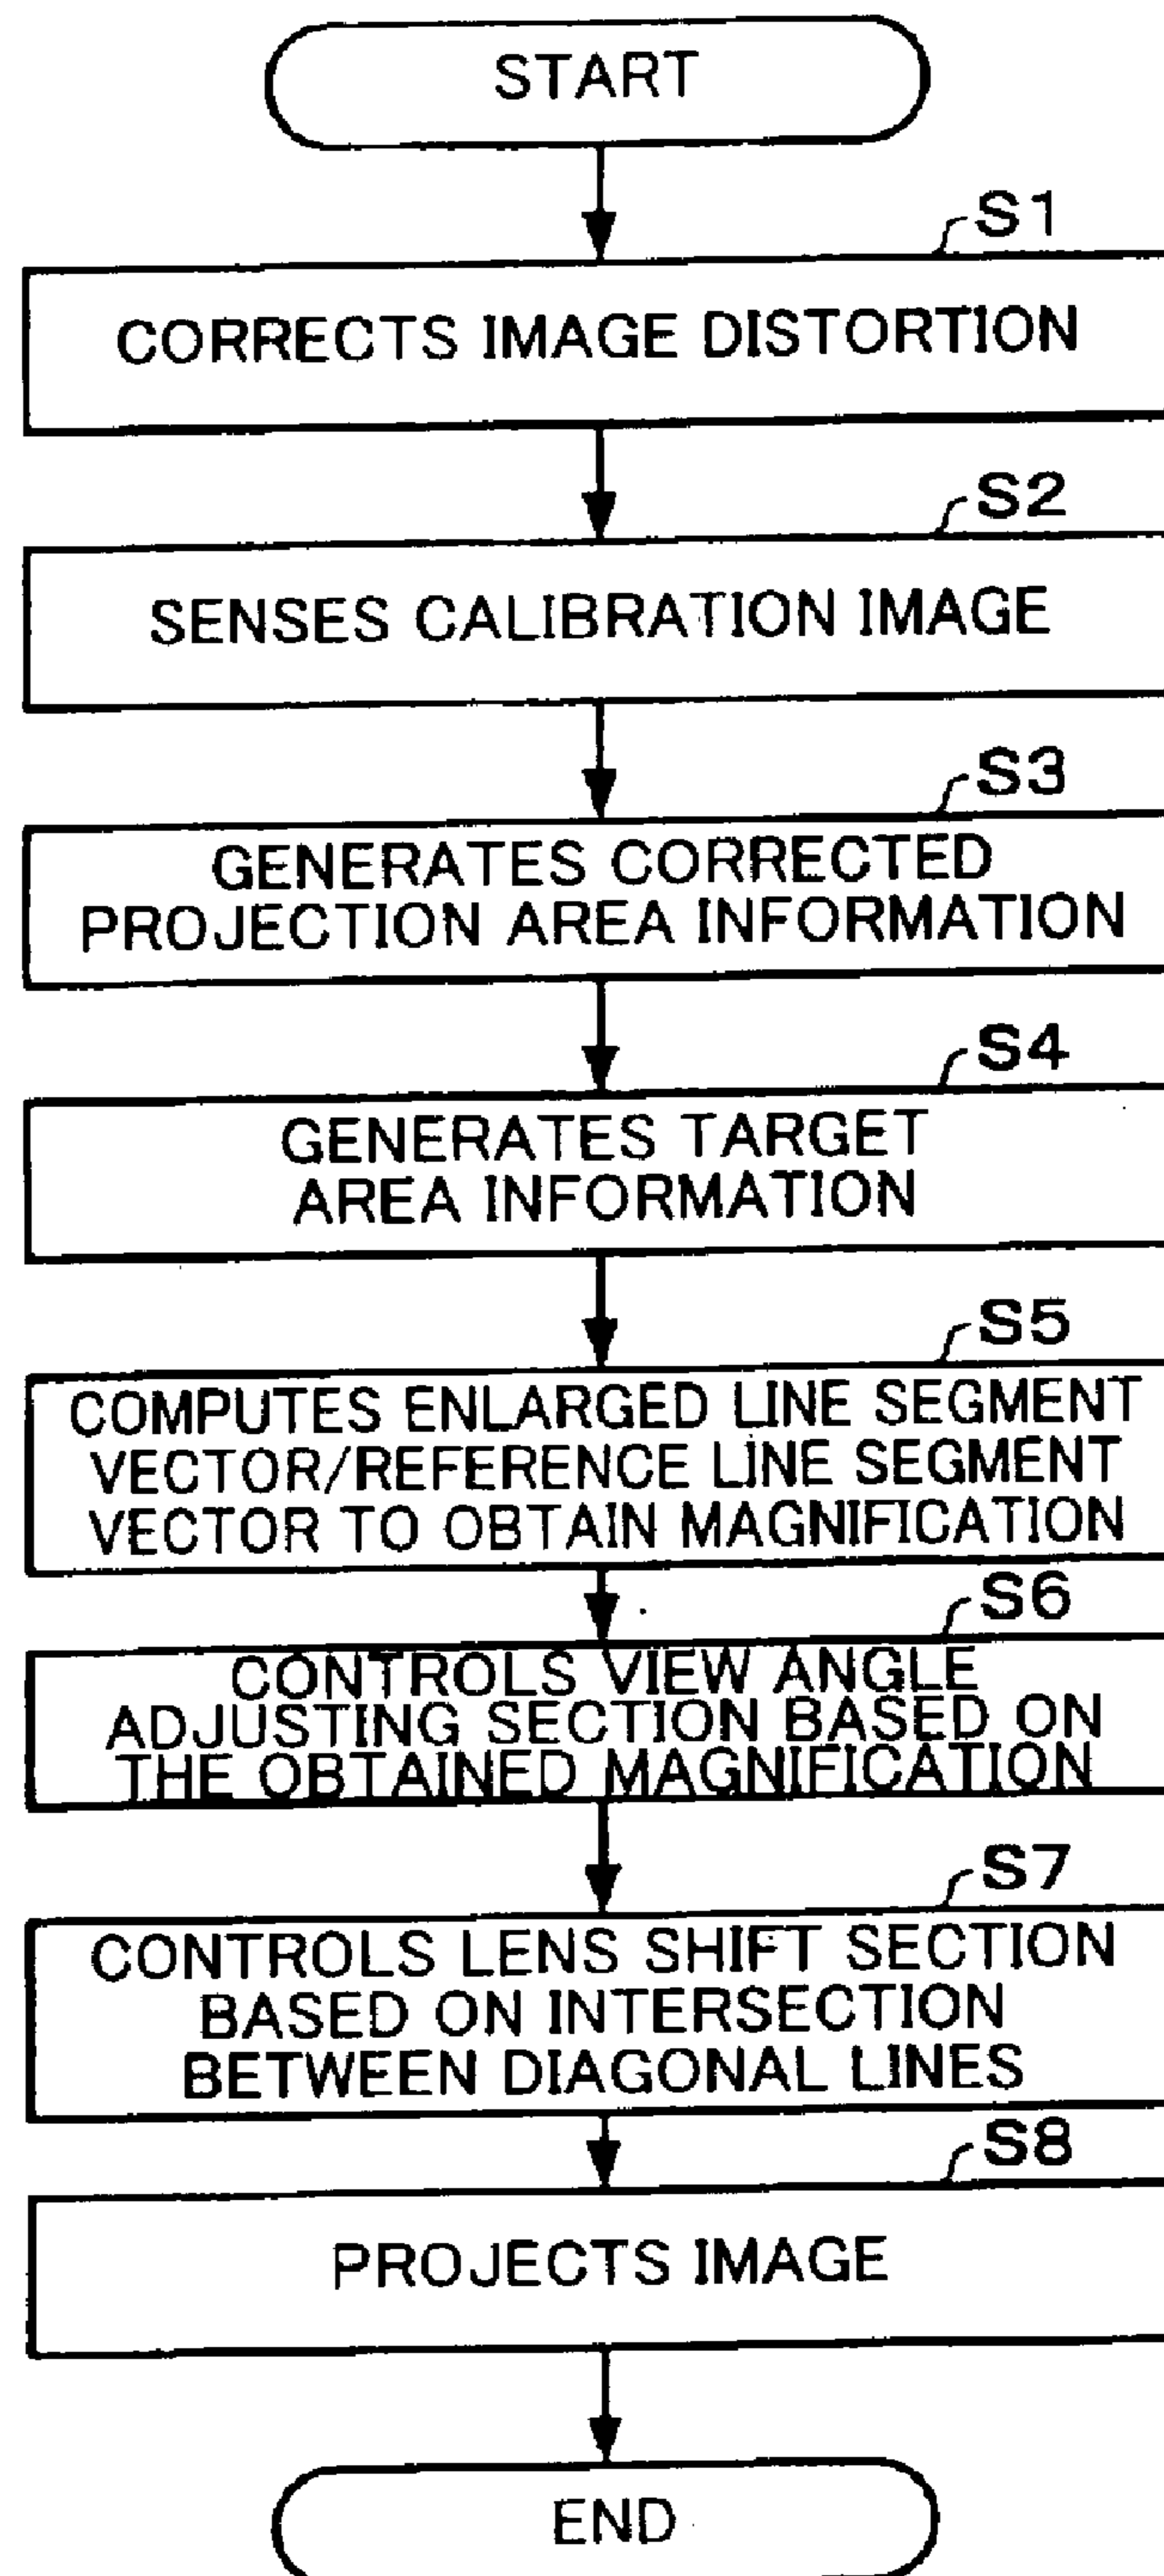 START
S1
CORRECTS IMAGE DISTORTION
S2
SENSES CALIBRATION IMAGE
S3
GENERATES CORRECTED
PROJECTION AREA INFORMATION
S4
GENERATES TARGET
AREA INFORMATION
S5
COMPUTES ENLARGED LINE SEGMENT
VECTOR/REFERENCE LINE SEGMENT
VECTOR TO OBTAIN MAGNIFICATION
S6
CONTROLS VIEW ANGLE
ADJUSTING SECTION BASED ON
THE OBTAINED MAGNIFICATION
S7
CONTROLS LENS SHIFT SECTION
BASED ON INTERSECTION
BETWEEN DIAGONAL LINES
S8
PROJECTS IMAGE
END